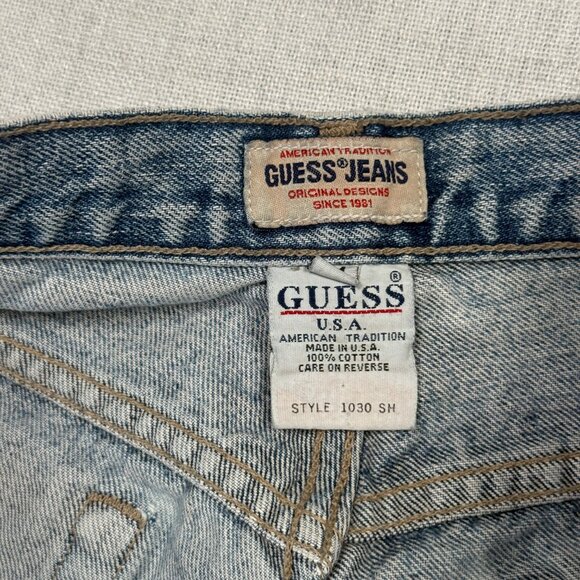 AMERICAN TRADITION
GUESS® JEANS
ORIGINAL DESIGNS
SINCE 1981
GUESS®
U.S.A.
AMERICAN TRADITION
MADE IN U.S.A.
100% COTTON
CARE ON REVERSE
STYLE 1030 SH